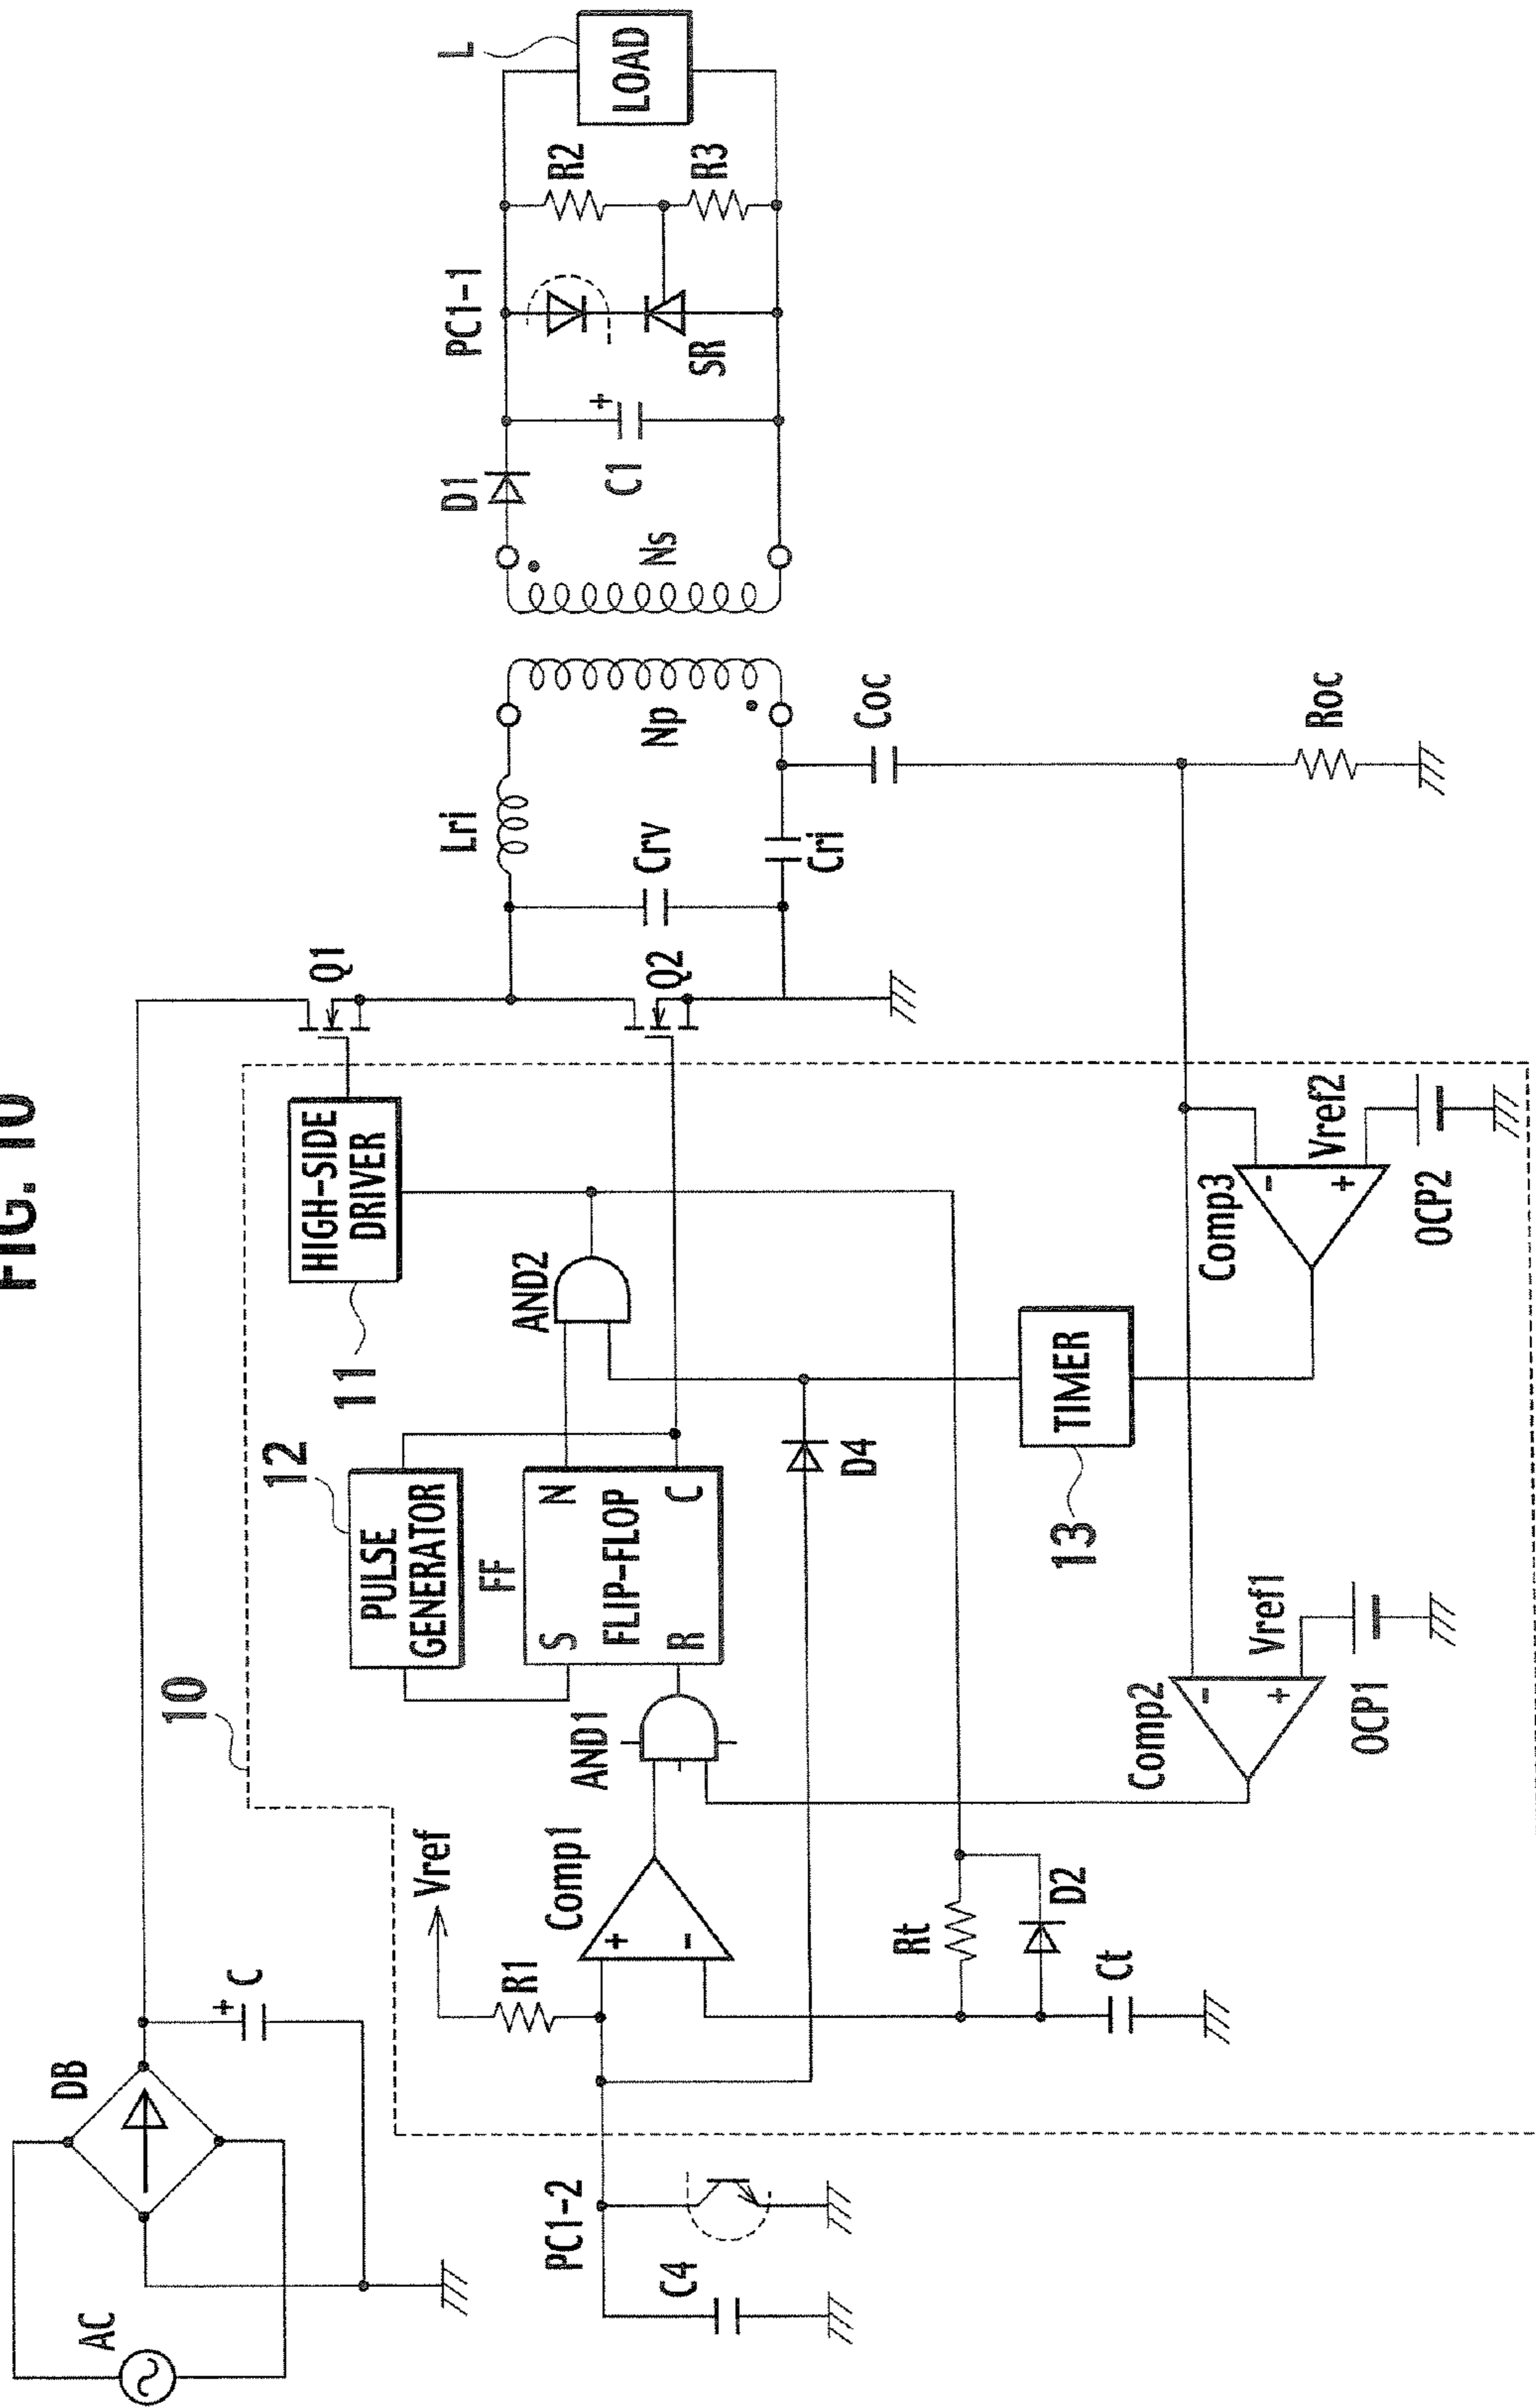 FIG. 10
AC
DB
C
10
12
PULSE
GENERATOR
11
HIGH-SIDE
DRIVER
Q1
Q2
Lri
Crv
Cri
Np
Ns
D1
C1
PC1-1
SR
R2
R3
LOAD
L
Vref
R1
Comp1
+
-
AND1
FF
S
N
FLIP-FLOP
R
C
AND2
D4
PC1-2
C4
Rt
D2
Ct
TIMER
13
Comp2
-
+
Vref1
OCP1
Comp3
-
+
Vref2
OCP2
Coc
Roc
+
+